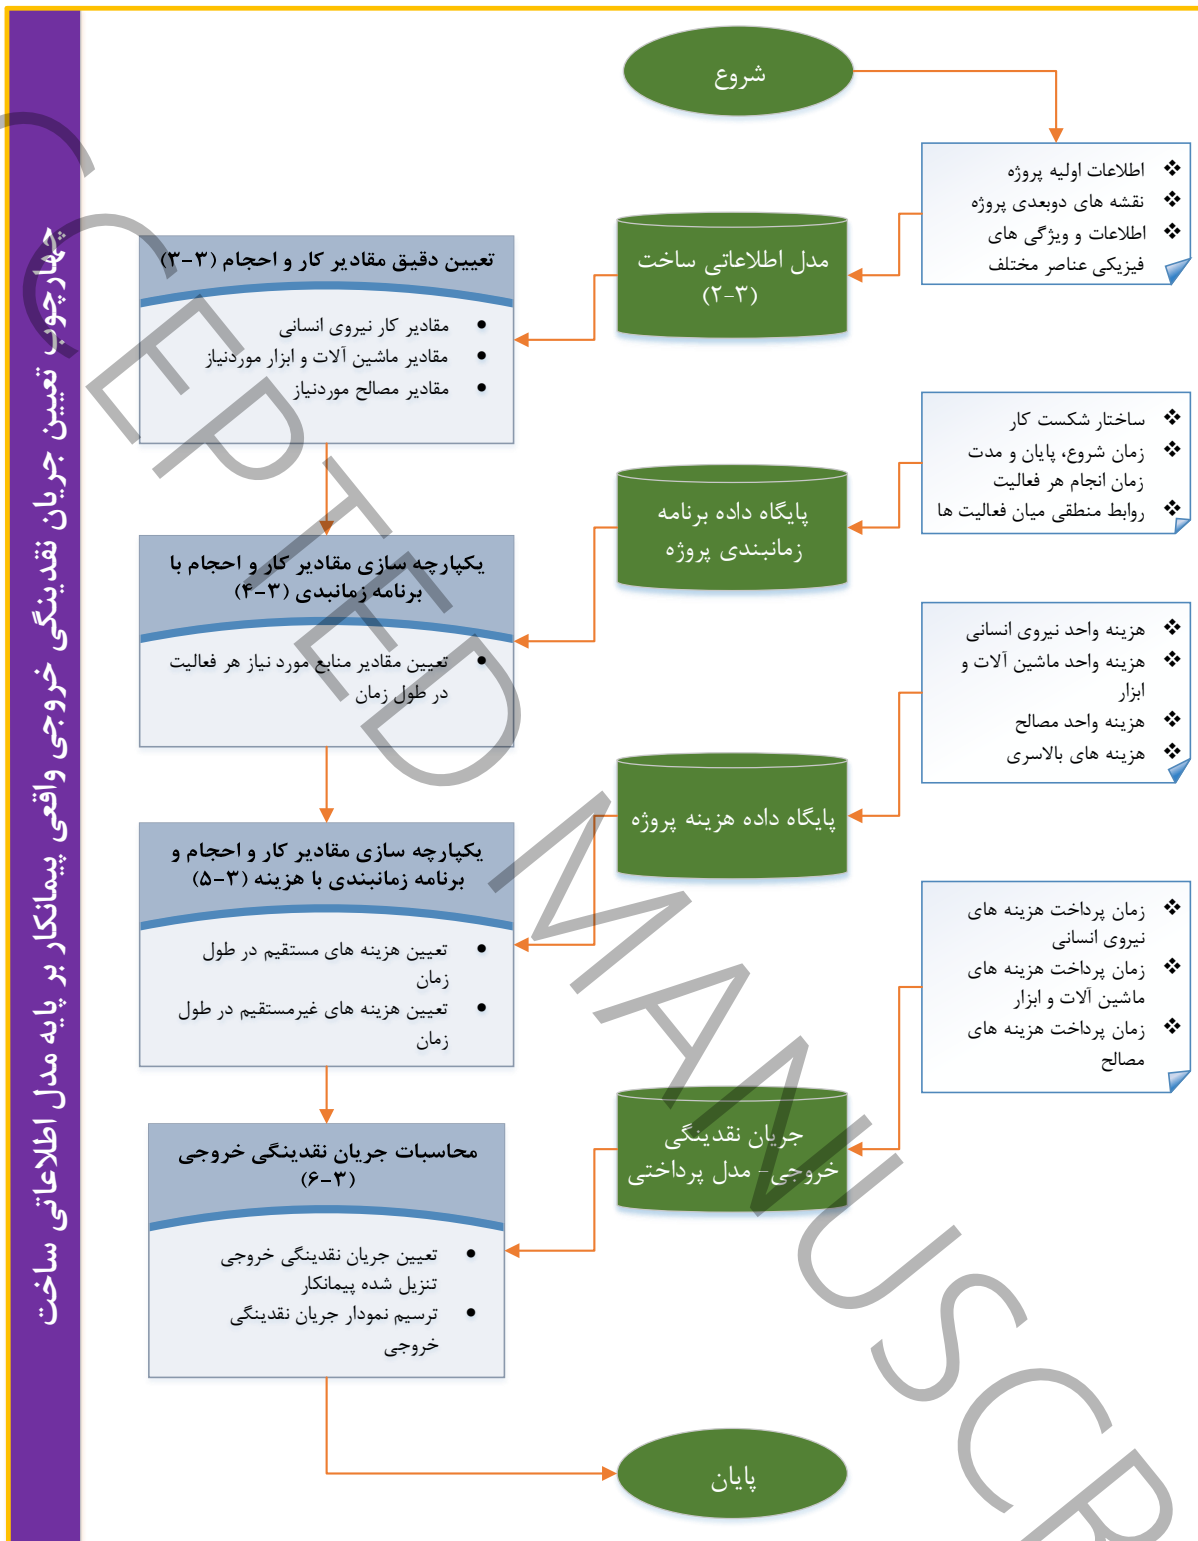 چهارچوب تعیین جریان نقدینگی خروجی واقعی پیمانکار بر پایه مدل اطلاعاتی ساخت
شروع
❖ اطلاعات اولیه پروژه
❖ نقشه های دوبعدی پروژه
❖ اطلاعات و ویژگی های
فیزیکی عناصر مختلف
مدل اطلاعاتی ساخت
(۲-۳)
تعیین دقیق مقادیر کار و احجام (۳-۳)
• مقادیر کار نیروی انسانی
• مقادیر ماشین آلات و ابزار موردنیاز
• مقادیر مصالح موردنیاز
❖ ساختار شکست کار
❖ زمان شروع، پایان و مدت
زمان انجام هر فعالیت
❖ روابط منطقی میان فعالیت ها
پایگاه داده برنامه
زمانبندی پروژه
یکپارچه سازی مقادیر کار و احجام با
برنامه زمانبدی (۳-۴)
• تعیین مقادیر منابع مورد نیاز هر فعالیت
در طول زمان
❖ هزینه واحد نیروی انسانی
❖ هزینه واحد ماشین آلات و
ابزار
❖ هزینه واحد مصالح
❖ هزینه های بالاسری
پایگاه داده هزینه پروژه
یکپارچه سازی مقادیر کار و احجام و
برنامه زمانبندی با هزینه (۳-۵)
• تعیین هزینه های مستقیم در طول
زمان
• تعیین هزینه های غیرمستقیم در طول
زمان
❖ زمان پرداخت هزینه های
نیروی انسانی
❖ زمان پرداخت هزینه های
ماشین آلات و ابزار
❖ زمان پرداخت هزینه های
مصالح
جریان نقدینگی
خروجی- مدل پرداختی
محاسبات جریان نقدینگی خروجی
(۳-۶)
• تعیین جریان نقدینگی خروجی
تنزیل شده پیمانکار
• ترسیم نمودار جریان نقدینگی
خروجی
پایان
CEPTED MANUSCR